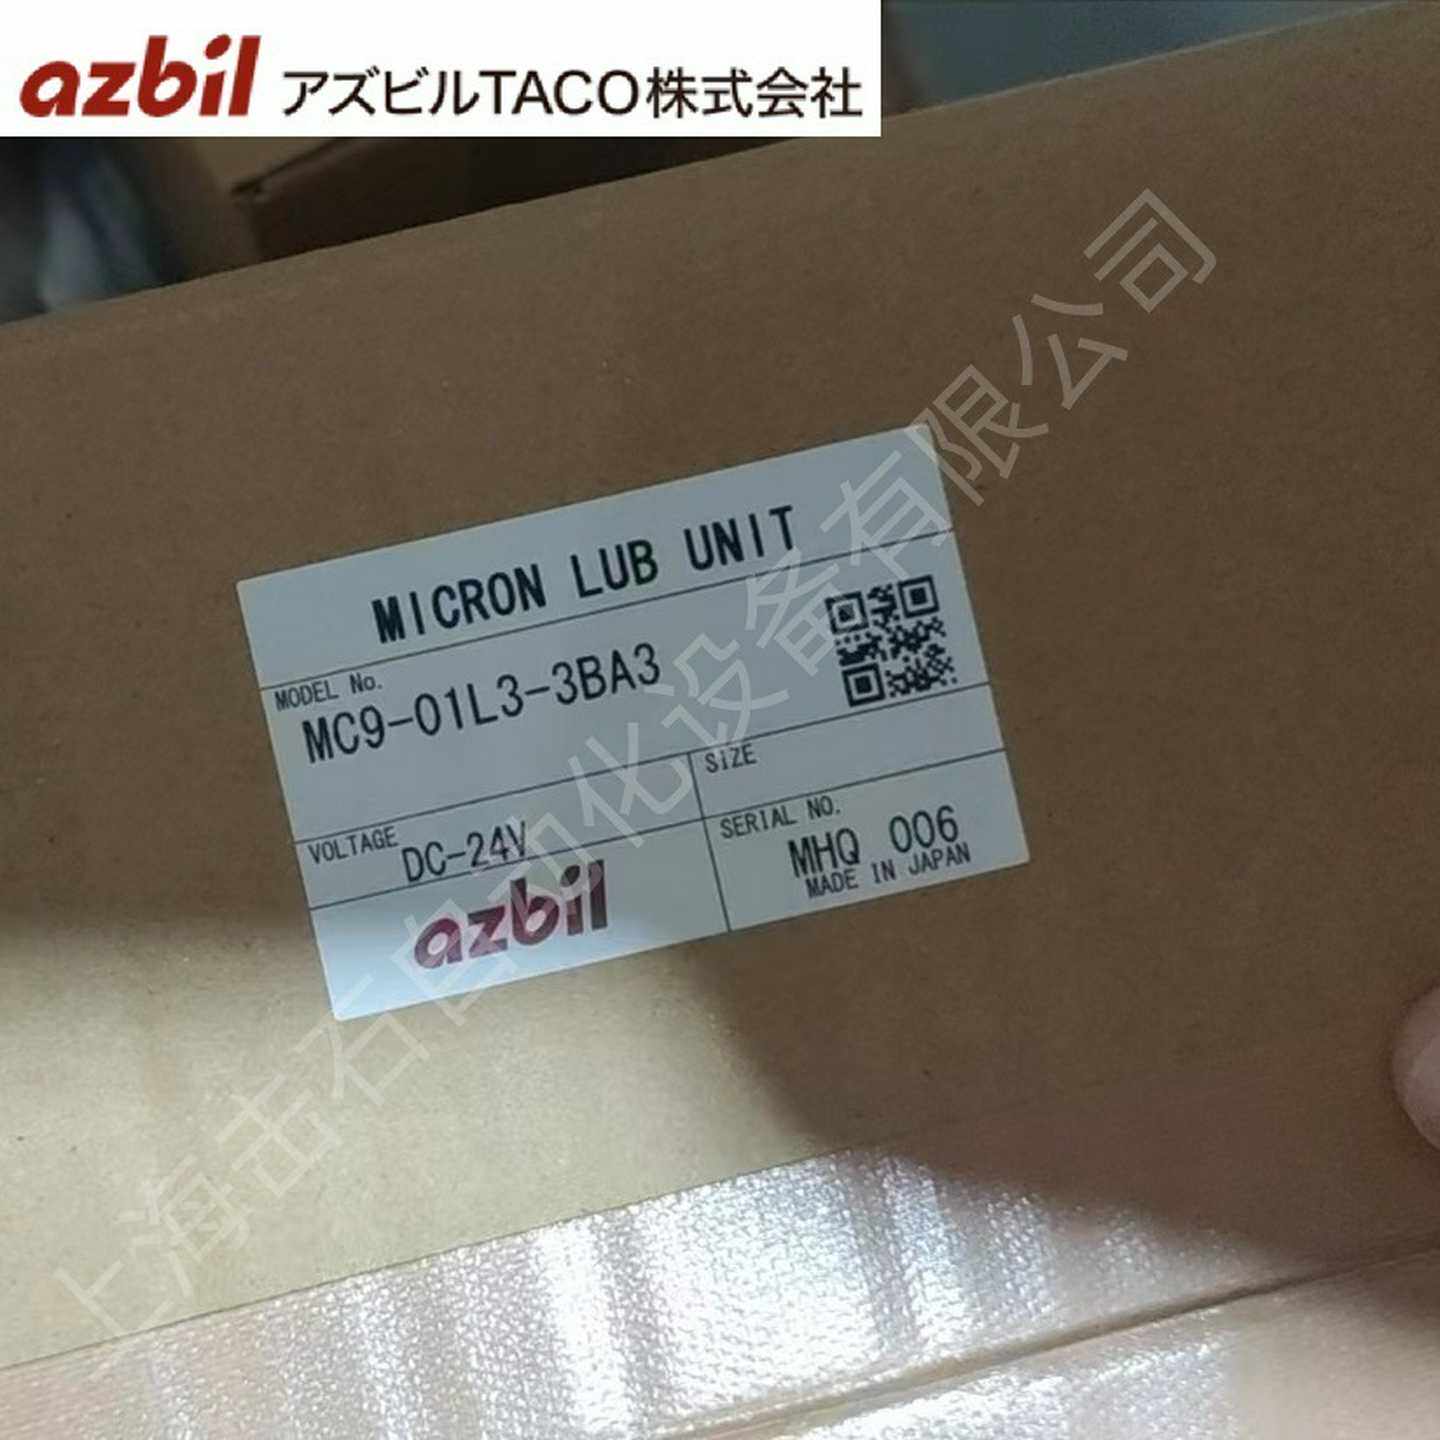 azbil アズビルTACO株式会社
MICRON LUB UNIT
MODEL No.
MC9-01L3-3BA3
SIZE
VOLTAGE DC-24V
SERIAL NO.
MHQ 006
MADE IN JAPAN
azbil
上海击石自动化设备有限公司